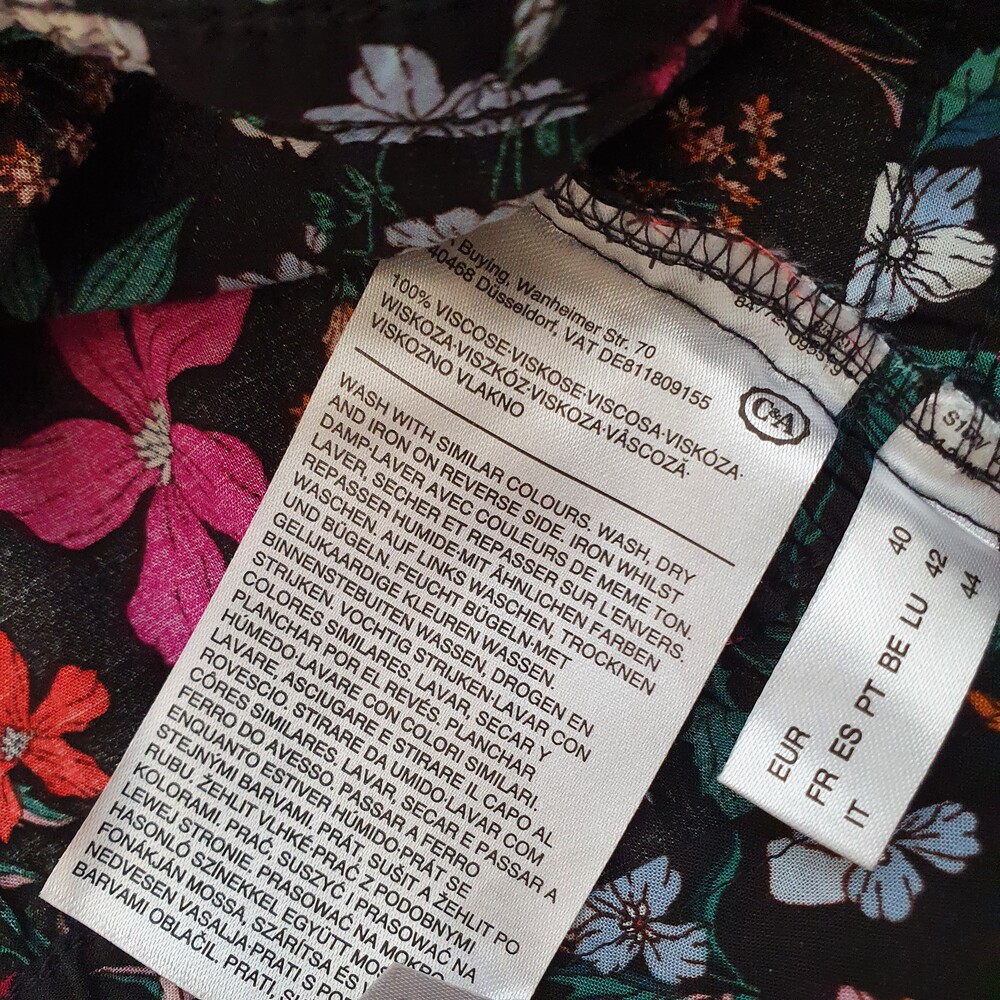 Buying, Wanheimer Str. 70
40468 Düsseldorf, VAT DE811809155
C&A
100% VISCOSE·VISKOSE·VISCOSA·VISKÓZA·
WISKOZA·VISZKÓZ·VISKOZA·VÂSCOZĂ·
VISKOZNO VLAKNO
WASH WITH SIMILAR COLOURS. WASH, DRY
AND IRON ON REVERSE SIDE. IRON WHILST
DAMP·LAVER AVEC COULEURS DE MEME TON.
LAVER, SÉCHER ET REPASSER SUR L'ENVERS.
REPASSER HUMIDE·MIT ÄHNLICHEN FARBEN
WASCHEN. AUF LINKS WASCHEN, TROCKNEN
UND BÜGELN. FEUCHT BÜGELN·MET
GELIJKAARDIGE KLEUREN WASSEN.
BINNENSTEBUITEN WASSEN, DROGEN EN
STRIJKEN. VOCHTIG STRIJKEN·LAVAR CON
COLORES SIMILARES. LAVAR, SECAR Y
PLANCHAR POR EL REVÉS. PLANCHAR
HÚMEDO·LAVARE CON COLORI SIMILARI.
LAVARE, ASCIUGARE E STIRARE IL CAPO AL
ROVESCIO. STIRARE DA UMIDO·LAVAR COM
CÔRES SIMILARES. LAVAR, SECAR E PASSAR A
FERRO DO AVESSO. PASSAR A FERRO
ENQUANTO ESTIVER HÚMIDO·PRÁT SE
STEJNÝMI BARVAMI. PRÁT, SUŠIT A ŽEHLIT PO
RUBU. ŽEHLIT VLHKÉ·PRAĆ Z PODOBNYMI
KOLORAMI. PRAĆ, SUSZYĆ I PRASOWAĆ NA
LEWEJ STRONIE. PRASOWAĆ NA MOKRO
HASONLÓ SZÍNEKKEL EGYÜTT
FONÁKJÁN MOSSA, SZÁRÍTSA ÉS
NEDVESEN VASALJA·PRATI S
BARVAMI OBLAČIL. PRATI,
EUR 40
FR ES PT BE LU 42
IT 44